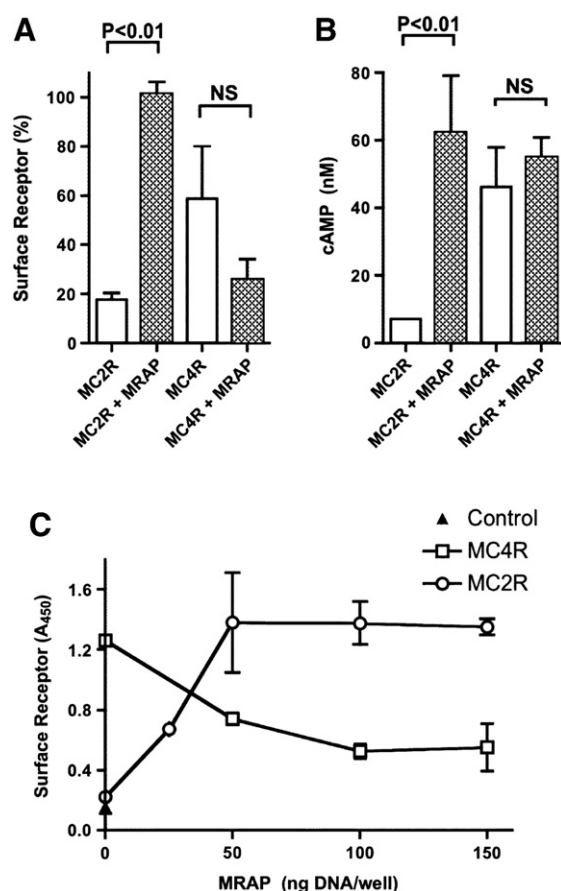 A
P<0.01
NS
Surface Receptor (%)
100
80
60
40
20
0
MC2R
MC2R + MRAP
MC4R
MC4R + MRAP
B
P<0.01
NS
cAMP (nM)
80
60
40
20
0
MC2R
MC2R + MRAP
MC4R
MC4R + MRAP
C
Control
MC4R
MC2R
Surface Receptor (A450)
1.6
1.2
0.8
0.4
0.0
0
50
100
150
MRAP (ng DNA/well)